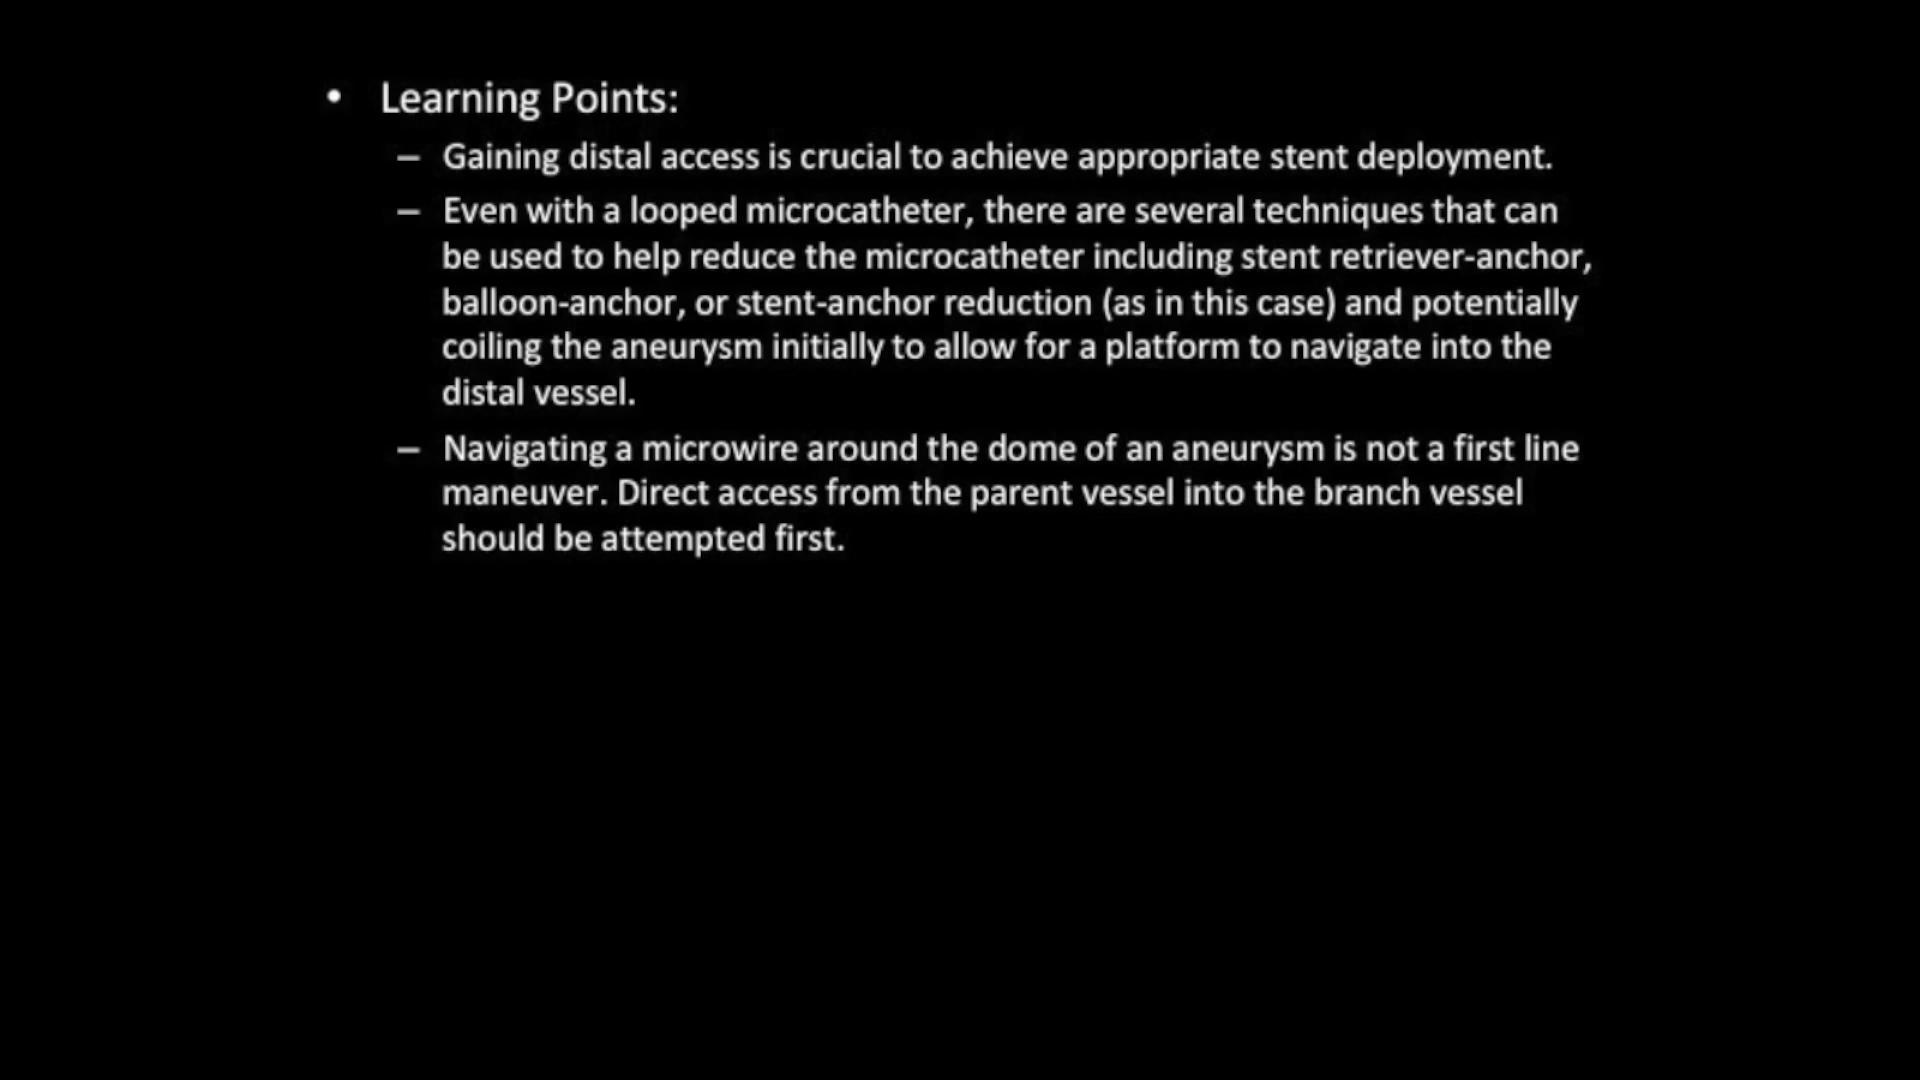 • Learning Points:
– Gaining distal access is crucial to achieve appropriate stent deployment.
– Even with a looped microcatheter, there are several techniques that can
be used to help reduce the microcatheter including stent retriever-anchor,
balloon-anchor, or stent-anchor reduction (as in this case) and potentially
coiling the aneurysm initially to allow for a platform to navigate into the
distal vessel.
– Navigating a microwire around the dome of an aneurysm is not a first line
maneuver. Direct access from the parent vessel into the branch vessel
should be attempted first.